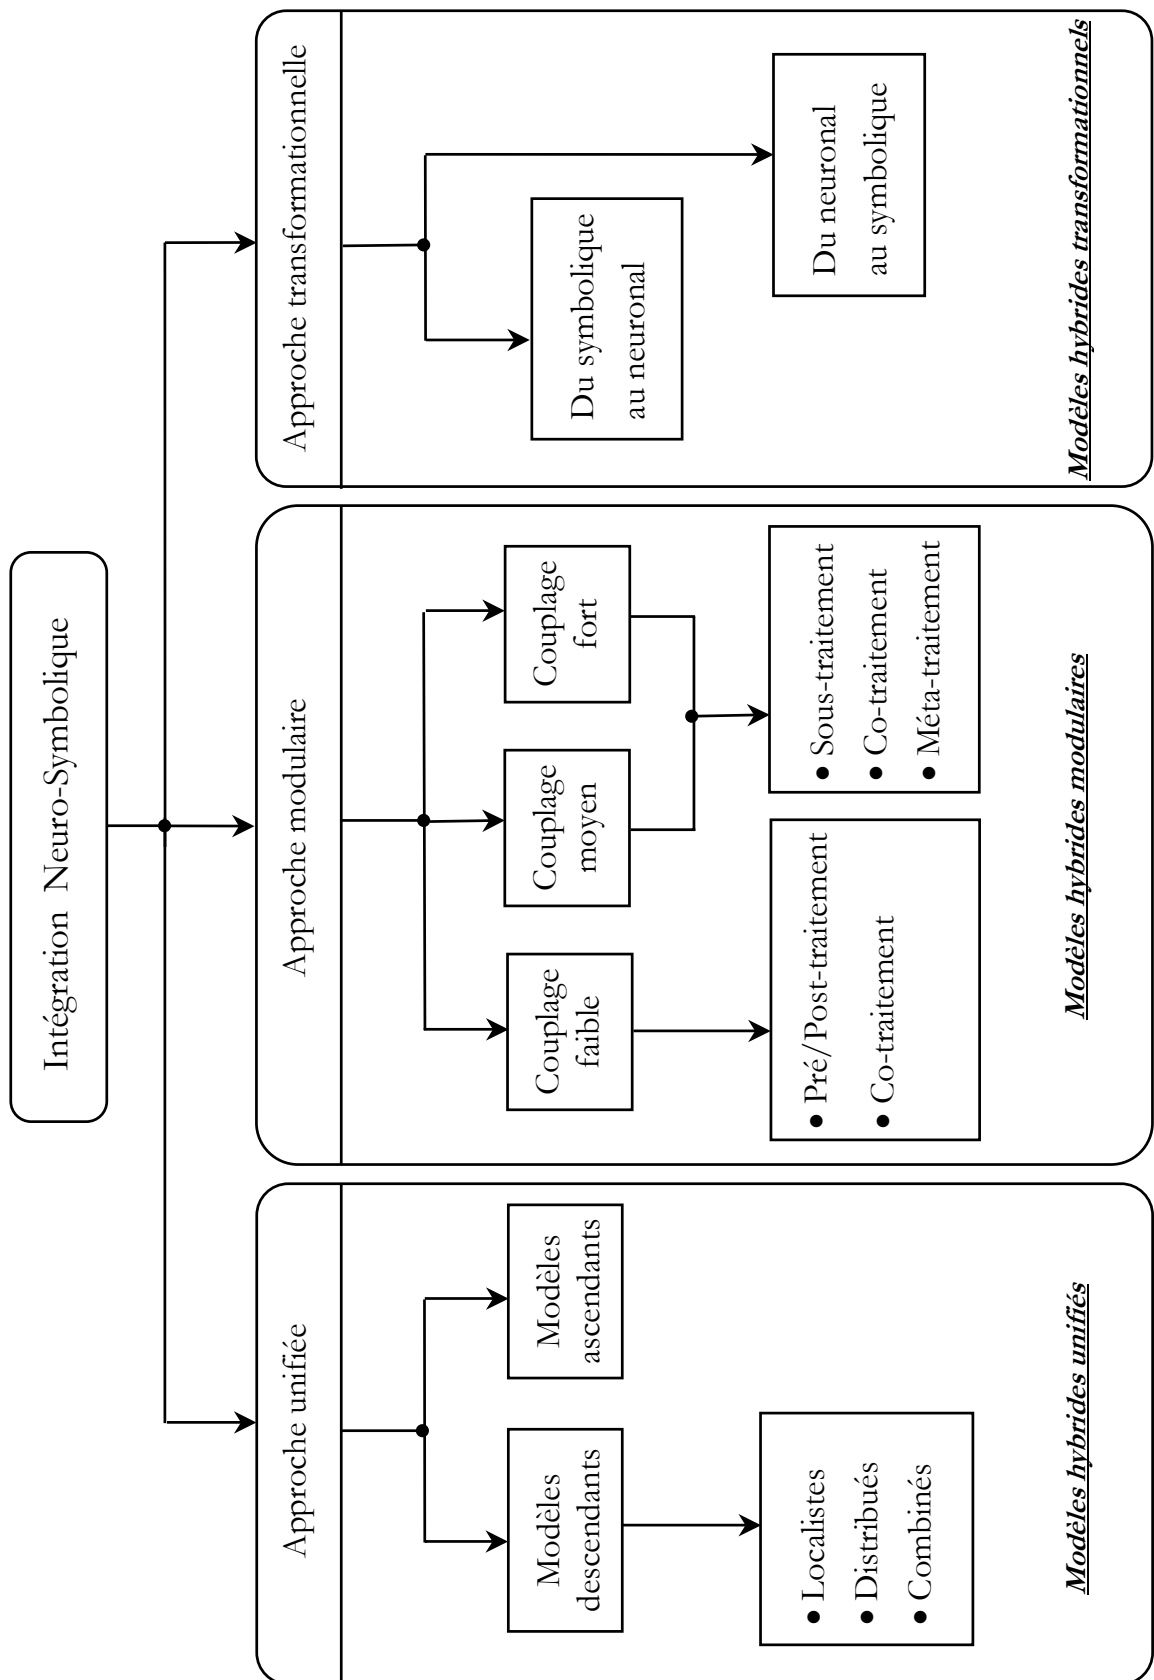 Intégration Neuro-Symbolique
Approche unifiée
Modèles
descendants
Modèles
ascendants
• Localistes
• Distribués
• Combinés
Modèles hybrides unifiés
Approche modulaire
Couplage
faible
Couplage
moyen
Couplage
fort
• Pré/Post-traitement
• Co-traitement
• Sous-traitement
• Co-traitement
• Méta-traitement
Modèles hybrides modulaires
Approche transformationnelle
Du symbolique
au neuronal
Du neuronal
au symbolique
Modèles hybrides transformationnels